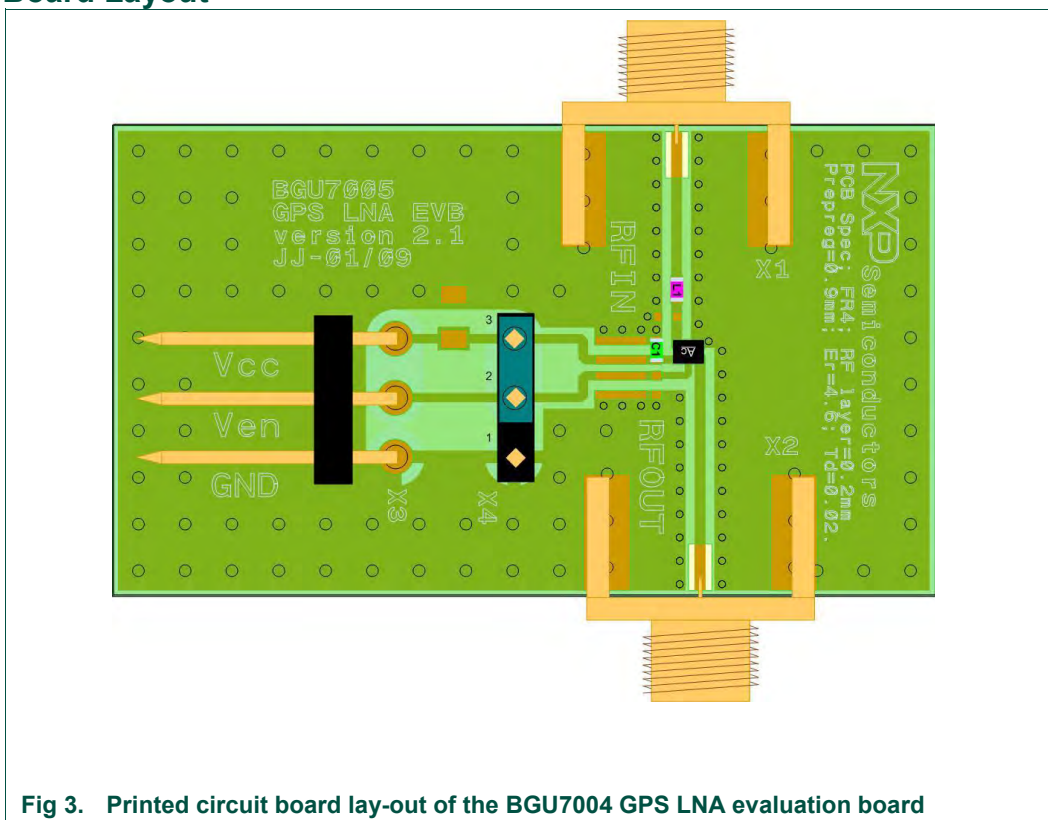 Board Layout
BGU7005
GPS LNA EVB
version 2.1
JJ-01/09
RFIN
X1
NXP Semiconductors
PCB Spec: FR4; RF layer=0.2mm
Prepreg=0.9mm; Er=4.6; Td=0.02.
L1
C1
Ac
3
2
1
Vcc
Ven
GND
X3
X4
RFOUT
X2
Fig 3. Printed circuit board lay-out of the BGU7004 GPS LNA evaluation board